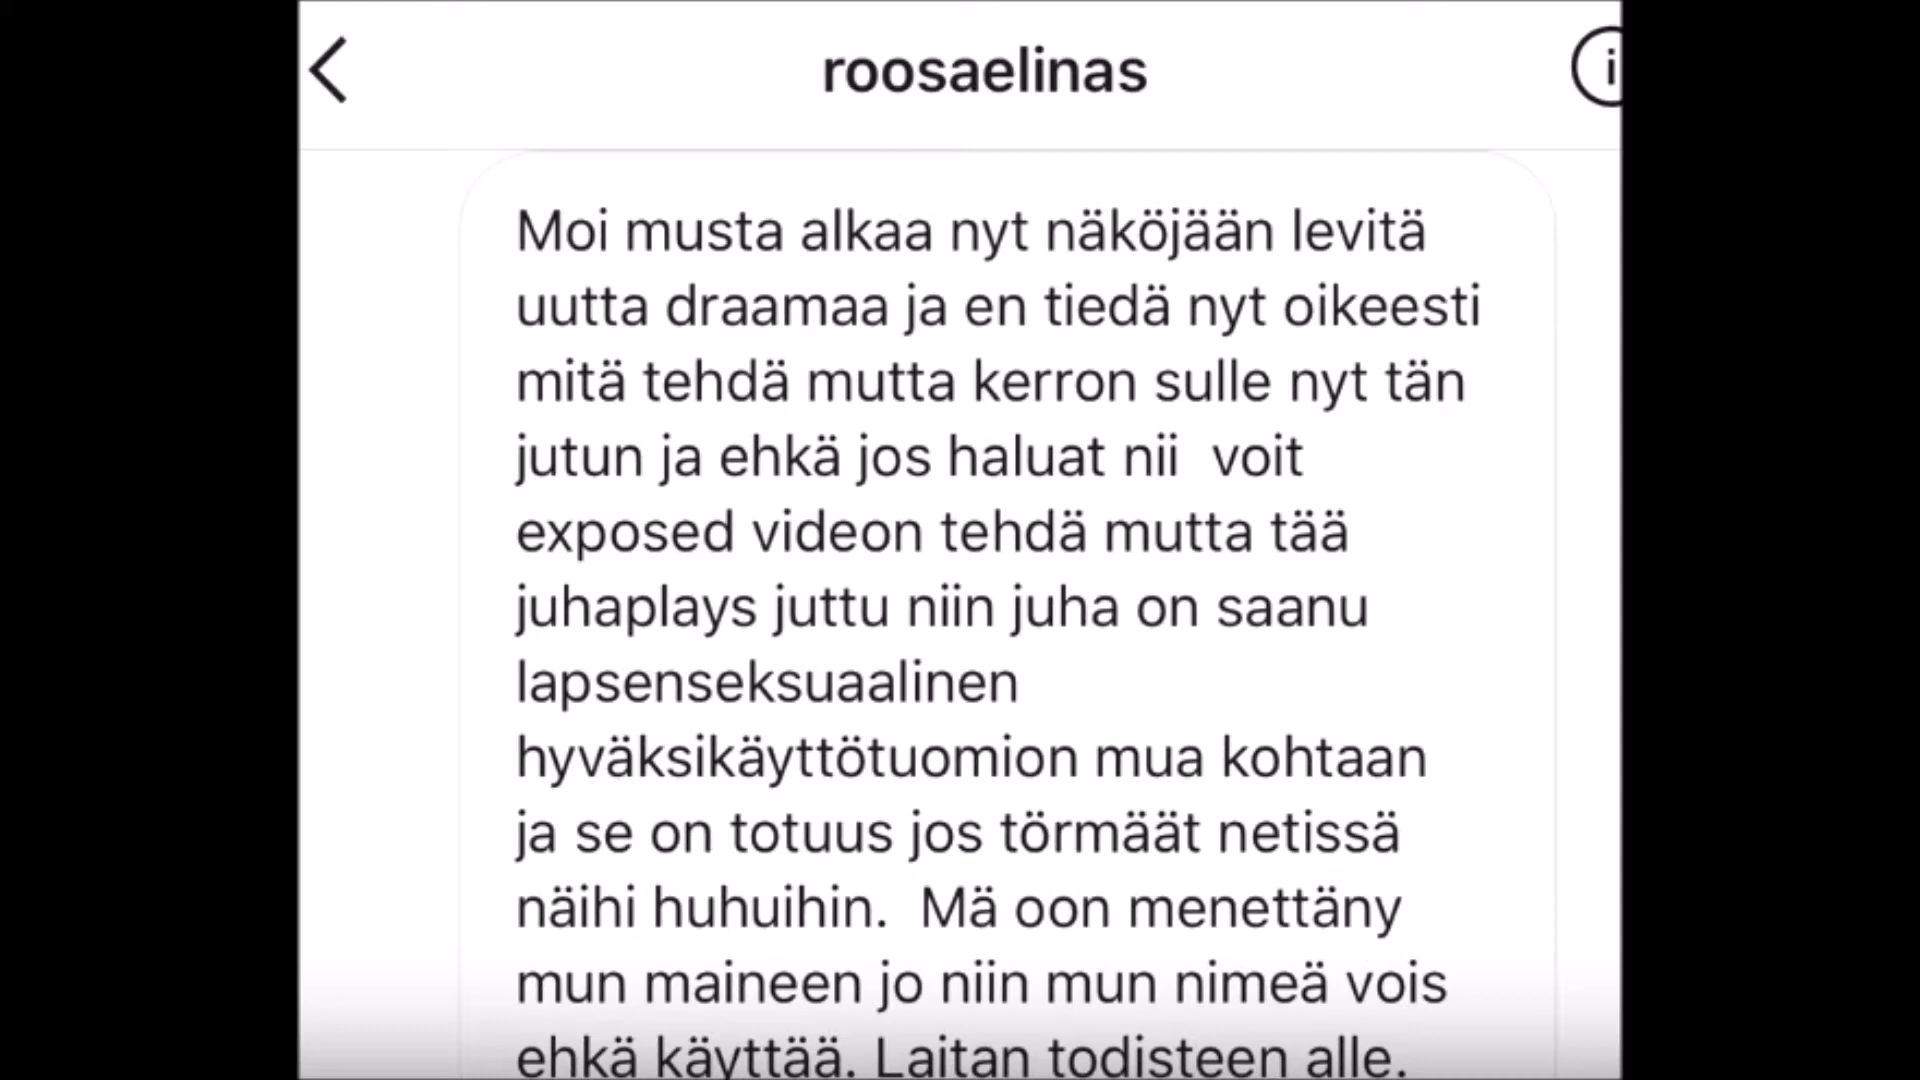 roosaelinas
Moi musta alkaa nyt näköjään levitä
uutta draamaa ja en tiedä nyt oikeesti
mitä tehdä mutta kerron sulle nyt tän
jutun ja ehkä jos haluat nii  voit
exposed videon tehdä mutta tää
juhaplays juttu niin juha on saanu
lapsenseksuaalinen
hyväksikäyttötuomion mua kohtaan
ja se on totuus jos törmäät netissä
näihi huhuihin.  Mä oon menettäny
mun maineen jo niin mun nimeä vois
ehkä käyttää. Laitan todisteen alle.